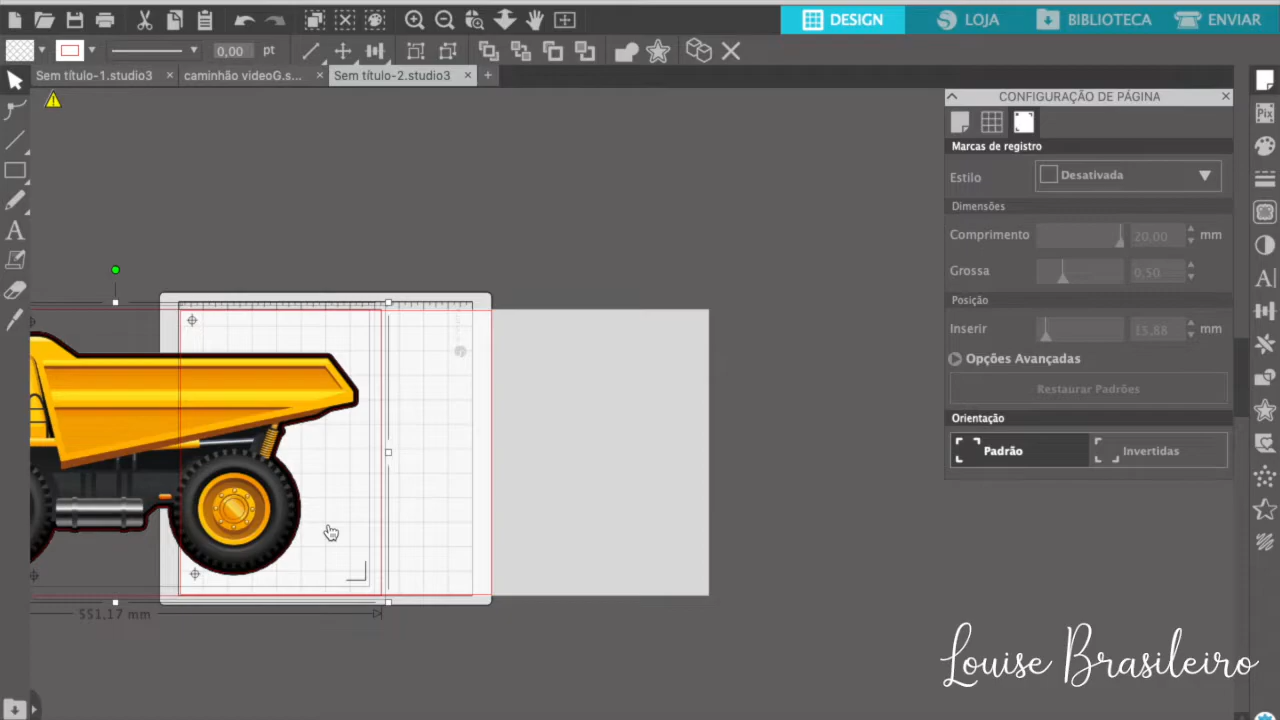 DESIGN
LOJA
BIBLIOTECA
ENVIAR
0,00 pt
Sem título-1.studio3
caminhão videoG.s...
Sem título-2.studio3
CONFIGURAÇÃO DE PÁGINA
Pix
Marcas de registro
Estilo
Desativada
Dimensões
Comprimento 20.00 mm
Grossa 0,50
Posição
Inserir 15,88 mm
Opções Avançadas
Restaurar Padrões
Orientação
Padrão
Invertidas
551,17 mm
Louise Brasileiro